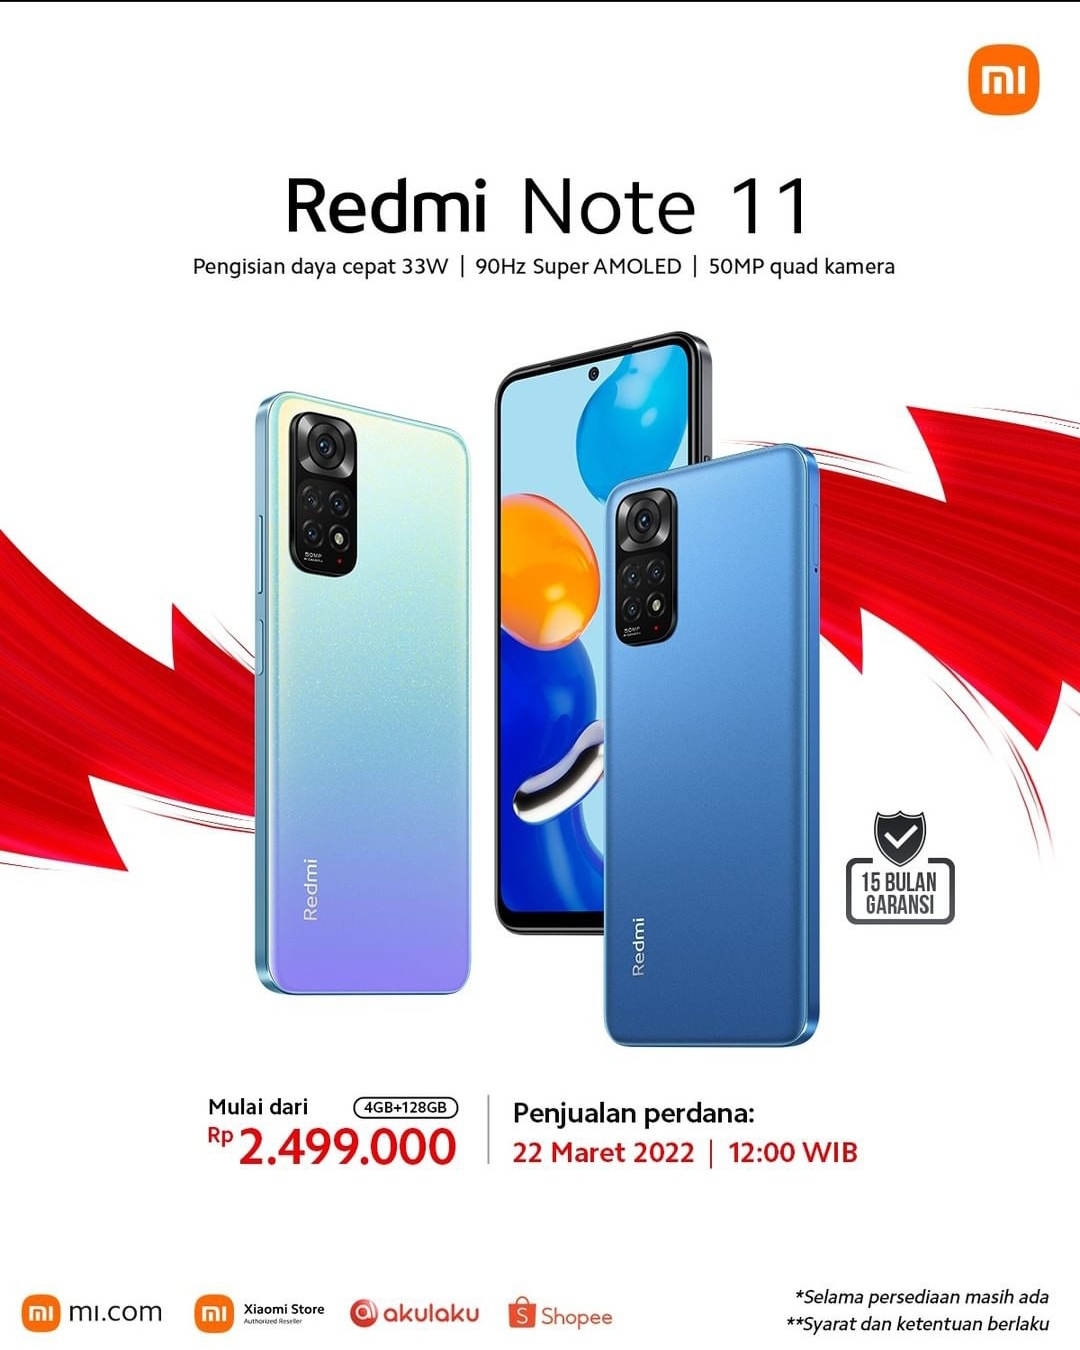 mi
Redmi Note 11
Pengisian daya cepat 33W | 90Hz Super AMOLED | 50MP quad kamera
50MP
Redmi
50MP
Redmi
15 BULAN
GARANSI
Mulai dari 4GB+128GB
Rp 2.499.000
Penjualan perdana:
22 Maret 2022 | 12:00 WIB
mi mi.com
mi Xiaomi Store
Authorized Reseller
akulaku
S Shopee
*Selama persediaan masih ada
**Syarat dan ketentuan berlaku